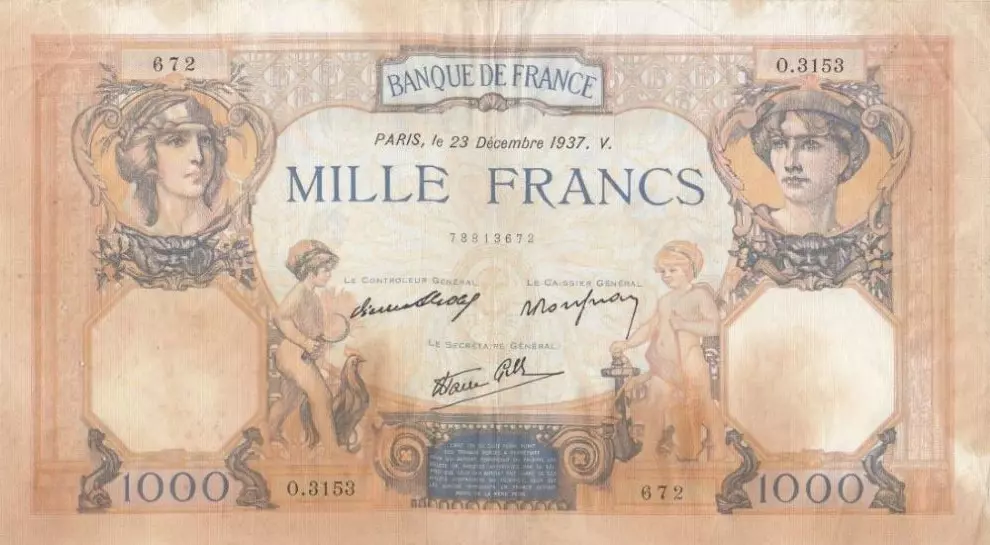 672
O.3153
BANQUE DE FRANCE
PARIS, le 23 Décembre 1937. V.
MILLE FRANCS
73813672
LE CONTROLEUR GÉNÉRAL
LE CAISSIER GÉNÉRAL
LE SECRÉTAIRE GÉNÉRAL
1000
O.3153
672
1000